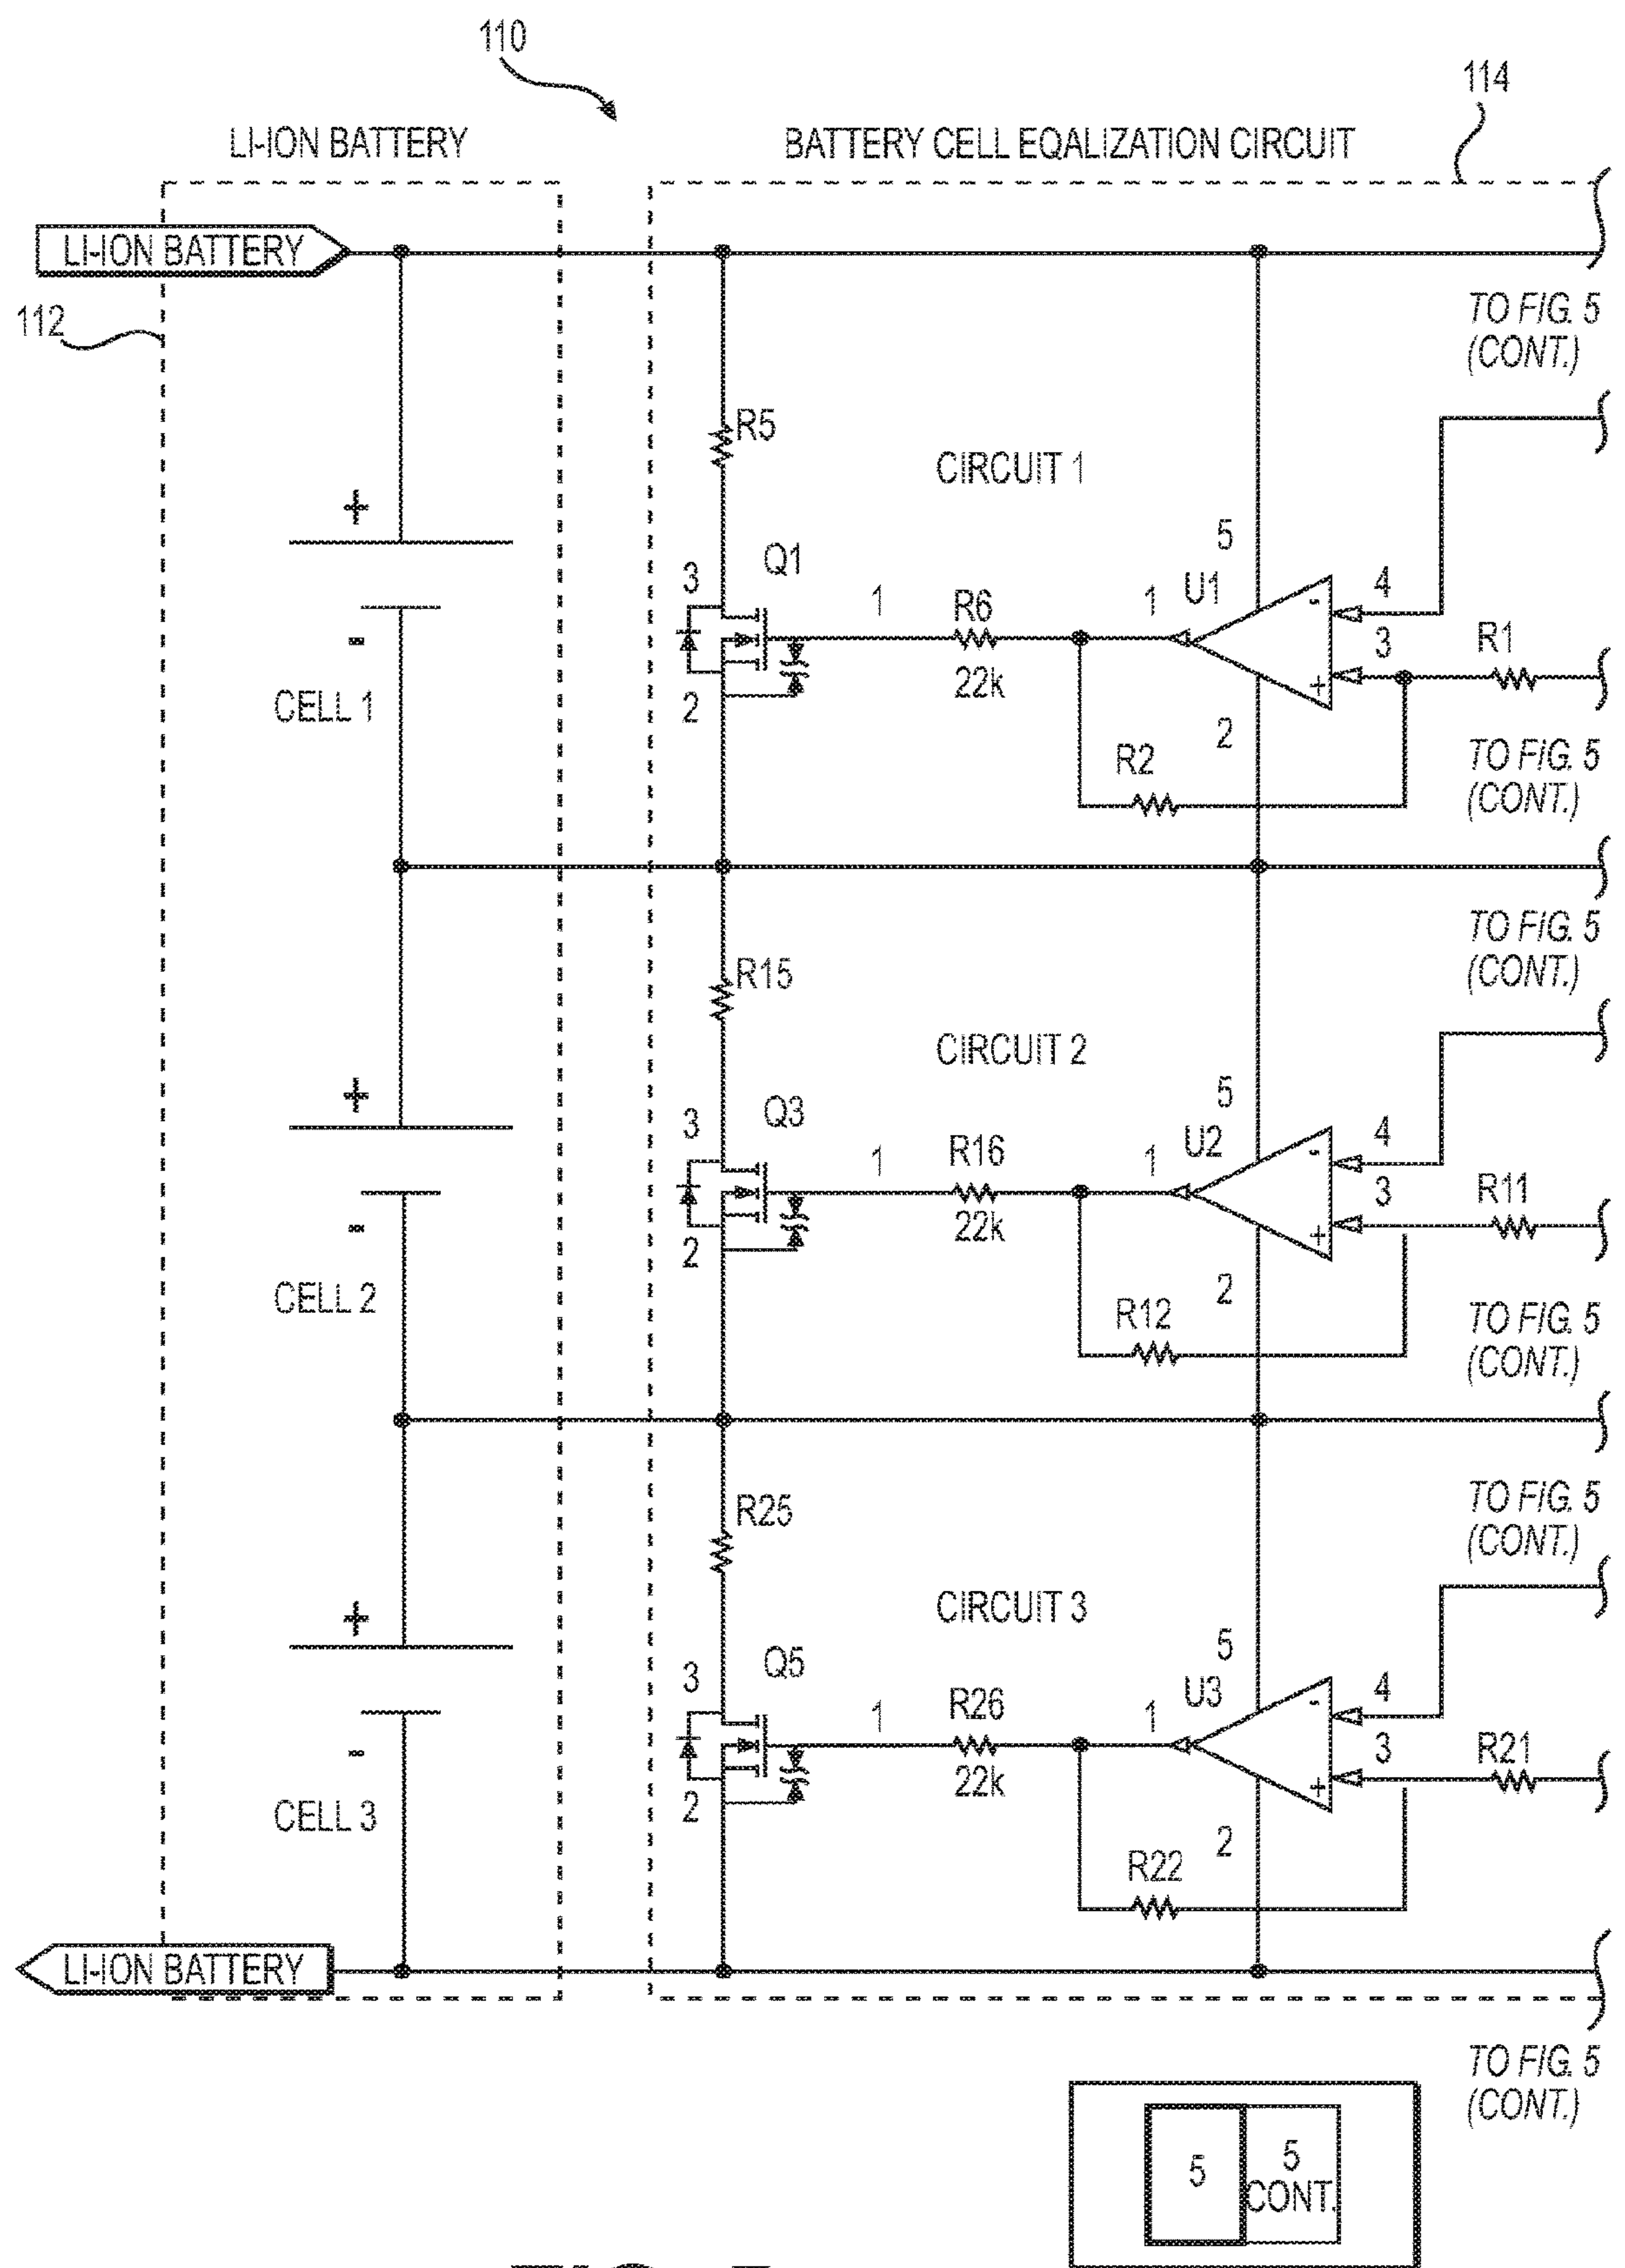 110
114
LI-ION BATTERY
BATTERY CELL EQALIZATION CIRCUIT
LI-ION BATTERY
112
TO FIG. 5
(CONT.)
R5
CIRCUIT 1
+
-
CELL 1
3
Q1
2
1
R6
22k
1
U1
5
2
-
+
4
3
R1
R2
TO FIG. 5
(CONT.)
TO FIG. 5
(CONT.)
R15
CIRCUIT 2
+
-
CELL 2
3
Q3
2
1
R16
22k
1
U2
5
2
-
+
4
3
R11
R12
TO FIG. 5
(CONT.)
TO FIG. 5
(CONT.)
R25
CIRCUIT 3
+
-
CELL 3
3
Q5
2
1
R26
22k
1
U3
5
2
-
+
4
3
R21
R22
LI-ION BATTERY
TO FIG. 5
(CONT.)
5
5
CONT.